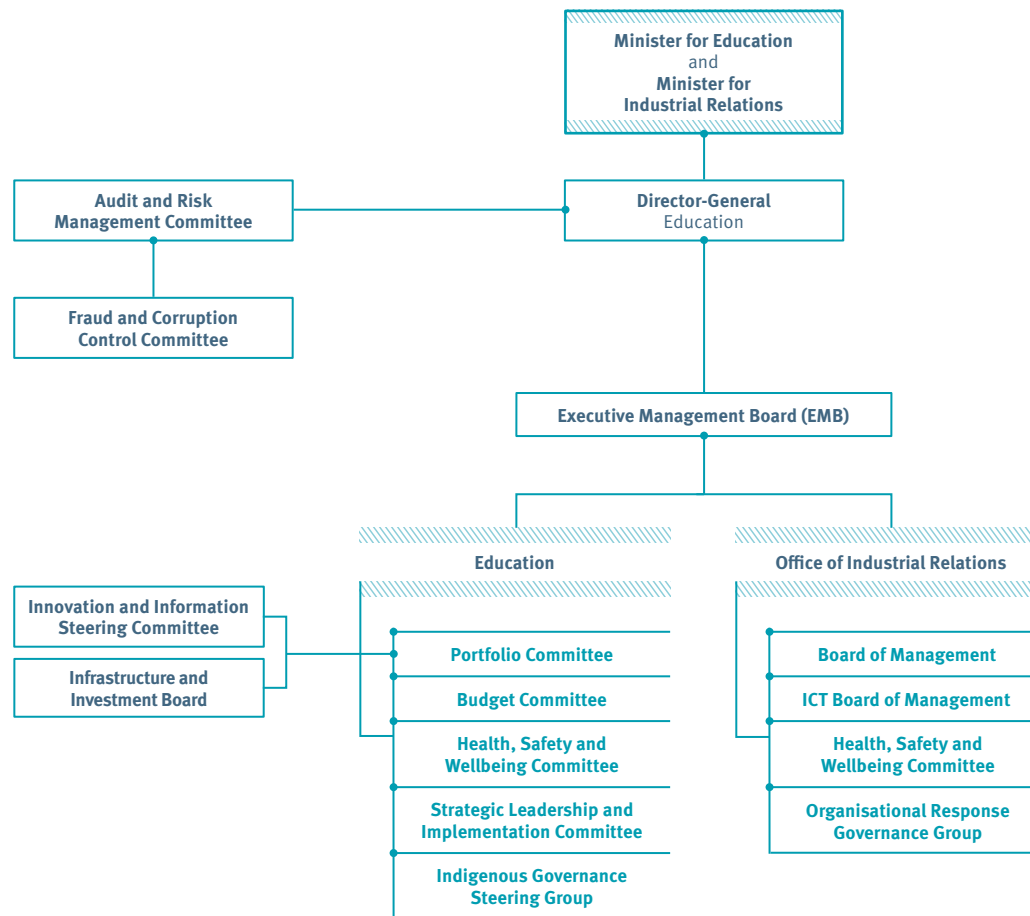 Minister for Education
and
Minister for
Industrial Relations
Audit and Risk
Management Committee
Director-General
Education
Fraud and Corruption
Control Committee
Executive Management Board (EMB)
Education
Office of Industrial Relations
Innovation and Information
Steering Committee
Infrastructure and
Investment Board
Portfolio Committee
Budget Committee
Health, Safety and
Wellbeing Committee
Strategic Leadership and
Implementation Committee
Indigenous Governance
Steering Group
Board of Management
ICT Board of Management
Health, Safety and
Wellbeing Committee
Organisational Response
Governance Group